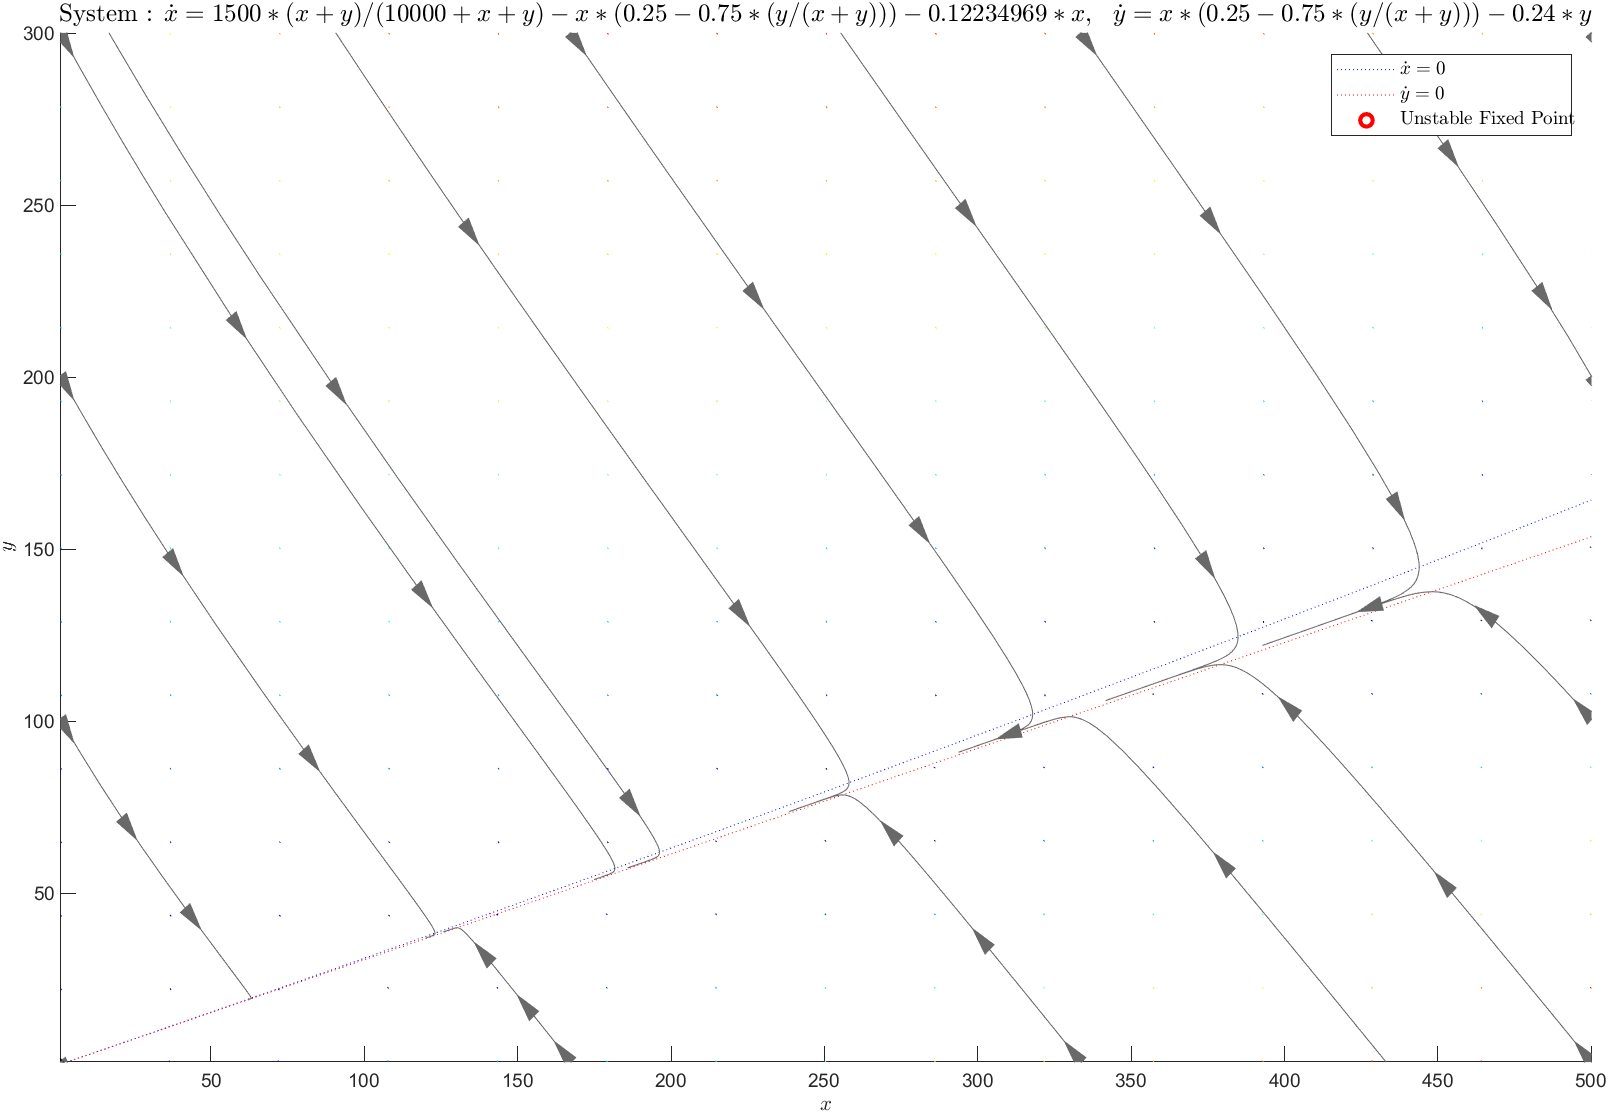 System : ẋ = 1500 * (x + y)/(10000 + x + y) − x * (0.25 − 0.75 * (y/(x + y))) − 0.12234969 * x, ẏ = x * (0.25 − 0.75 * (y/(x + y))) − 0.24 * y
300
250
200
150
100
50
y
ẋ = 0
ẏ = 0
Unstable Fixed Point
50 100 150 200 250 300 350 400 450 500
x